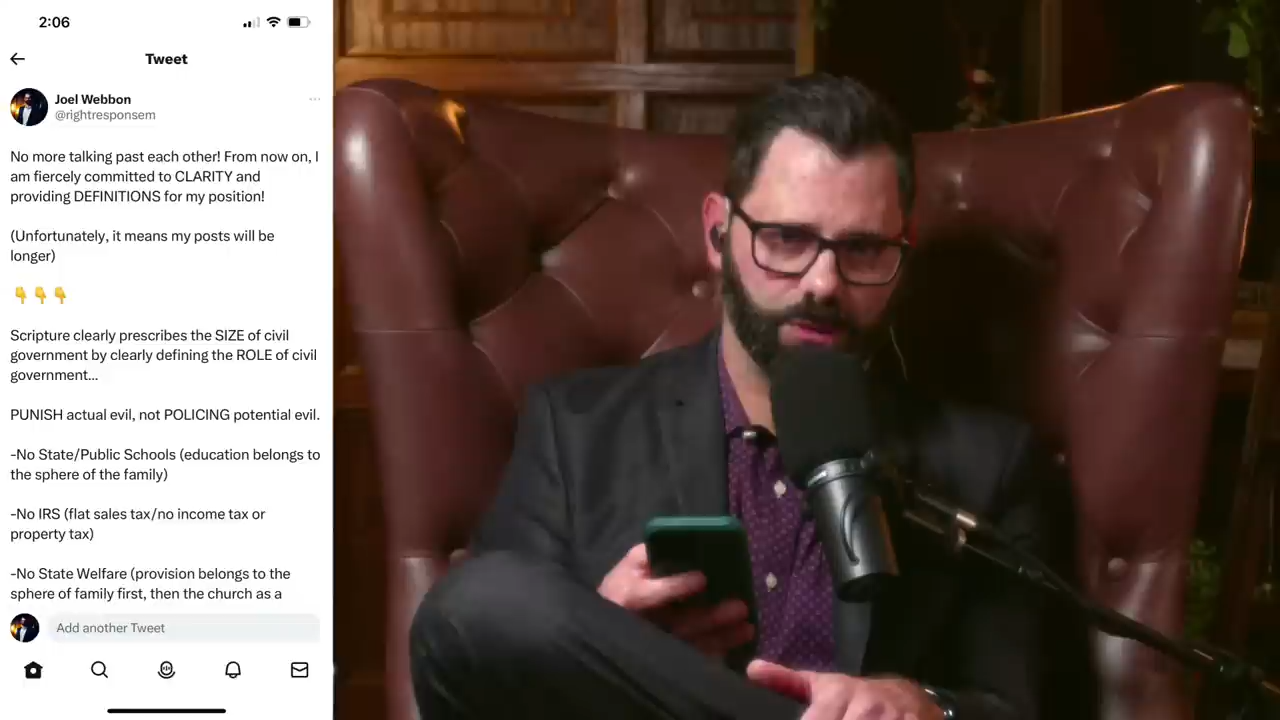 2:06
Tweet
Joel Webbon
@rightresponsem
No more talking past each other! From now on, I
am fiercely committed to CLARITY and
providing DEFINITIONS for my position!
(Unfortunately, it means my posts will be
longer)
👇👇👇
Scripture clearly prescribes the SIZE of civil
government by clearly defining the ROLE of civil
government...
PUNISH actual evil, not POLICING potential evil.
-No State/Public Schools (education belongs to
the sphere of the family)
-No IRS (flat sales tax/no income tax or
property tax)
-No State Welfare (provision belongs to the
sphere of family first, then the church as a
Add another Tweet